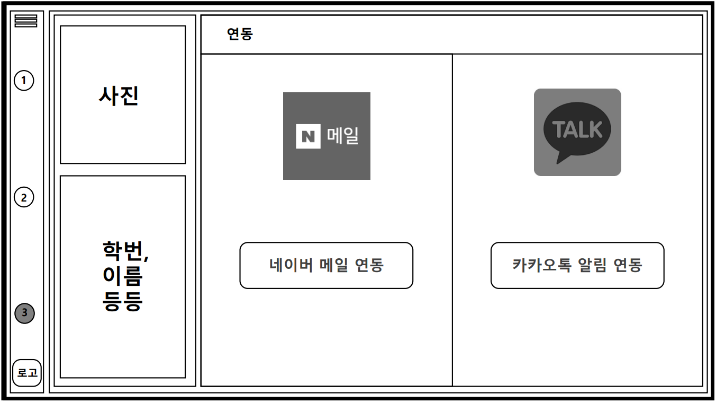 1
2
3
로고
사진
학번,
이름
등등
연동
N 메일
네이버 메일 연동
TALK
카카오톡 알림 연동